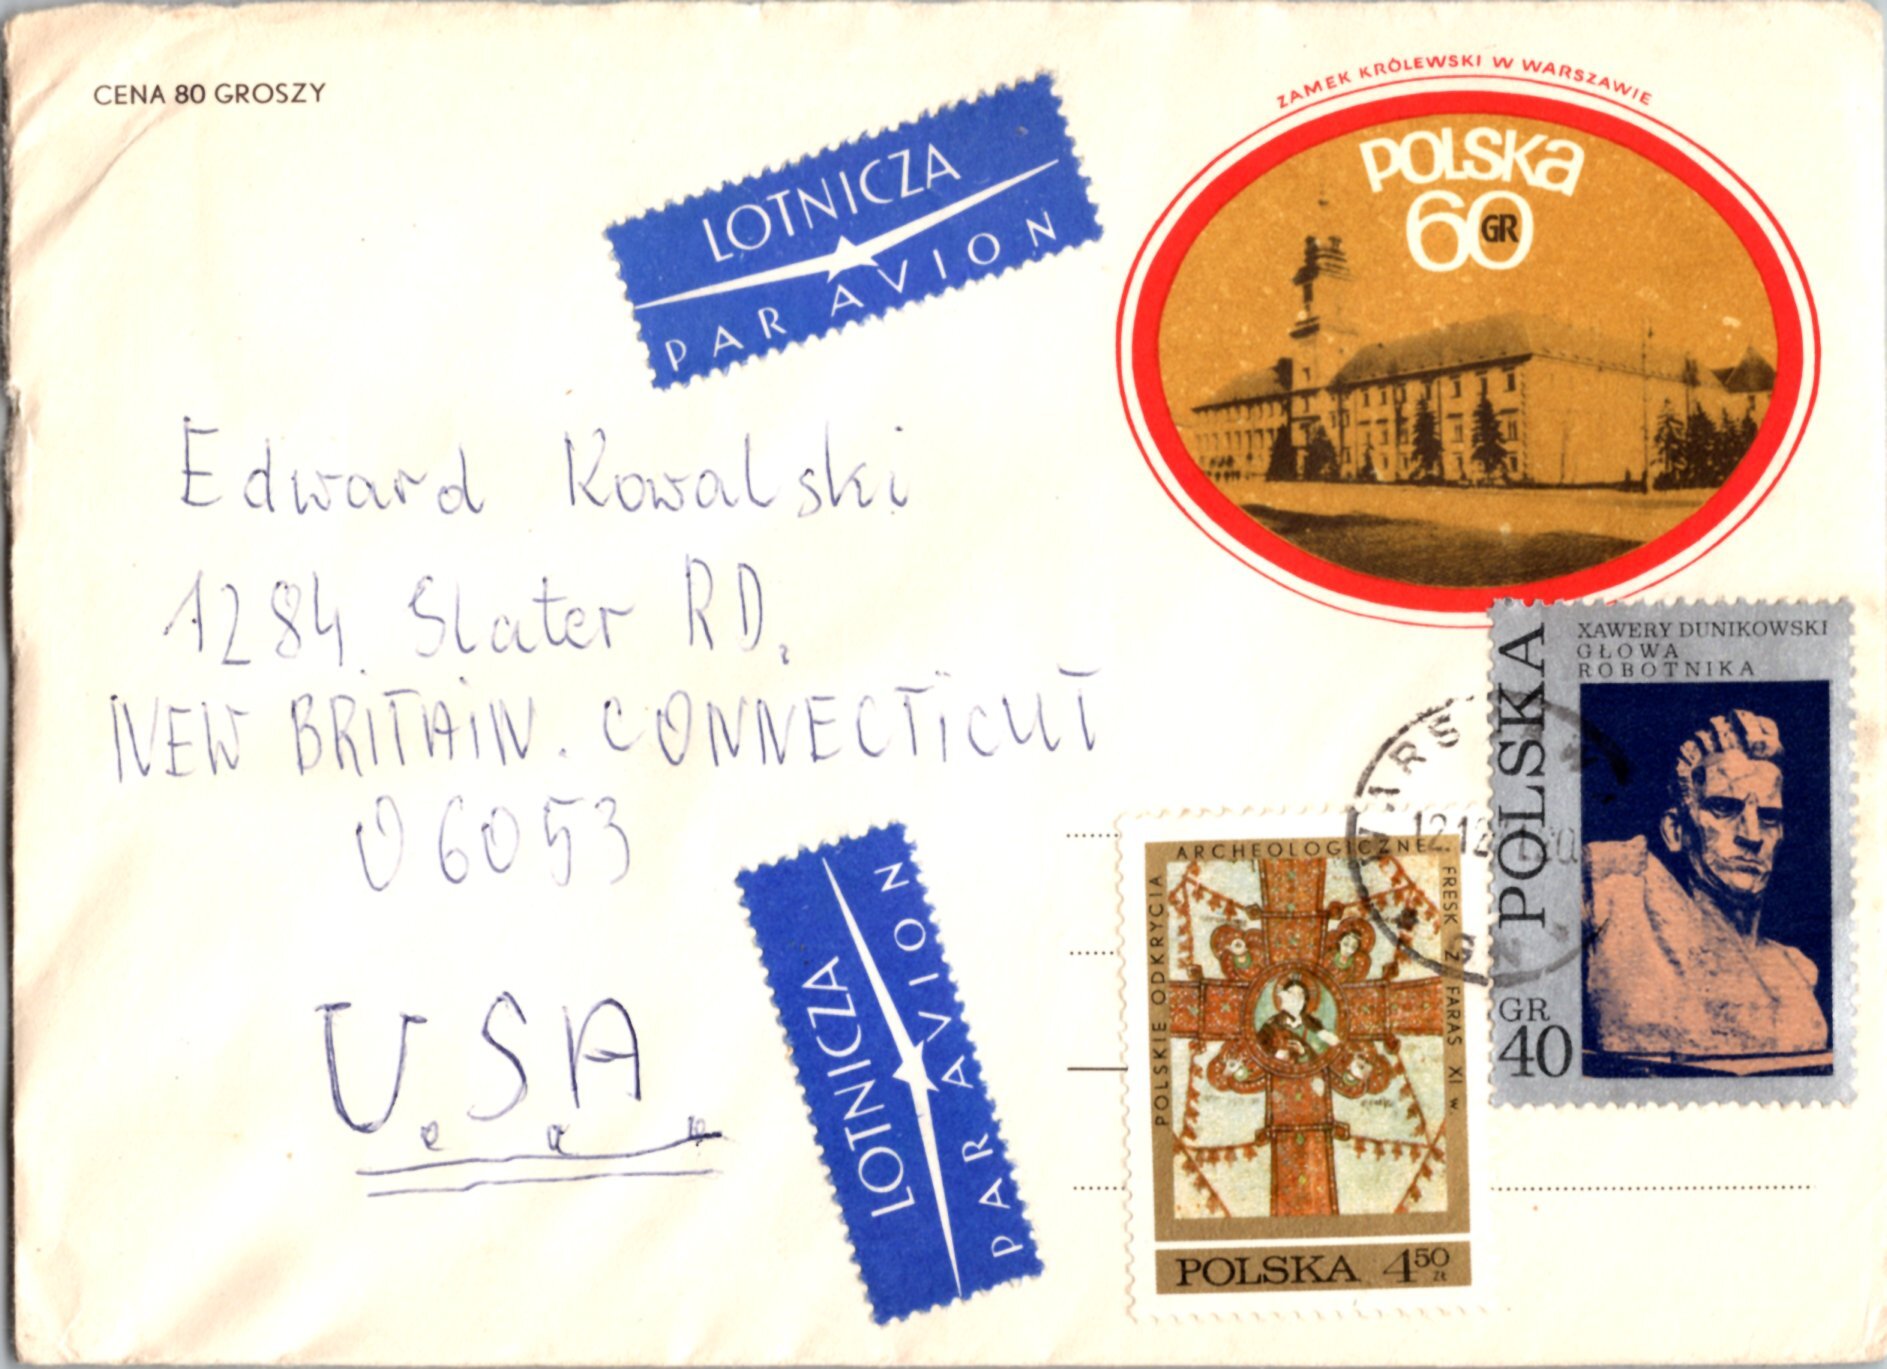 CENA 80 GROSZY
LOTNICZA
PAR AVION
ZAMEK KRÓLEWSKI W WARSZAWIE
POLSKA
60 GR
Edward Kowalski
1284 Slater RD.
NEW BRITAIN. CONNECTICUT
06053
U.S.A.
LOTNICZA
PAR AVION
POLSKA
XAWERY DUNIKOWSKI
GŁOWA
ROBOTNIKA
GR
40
POLSKIE ODKRYCIA
ARCHEOLOGICZNE
FRESK Z FARAS XI w
POLSKA 4 50 ZŁ